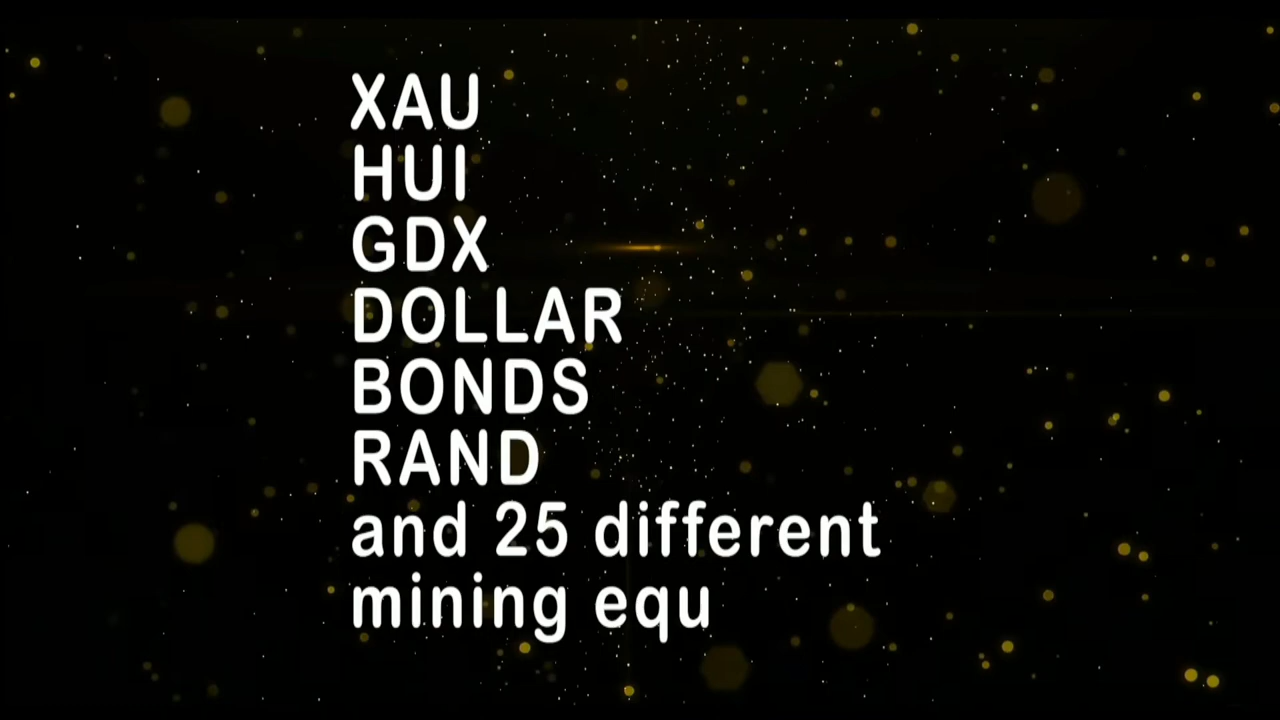 XAU
HUI
GDX
DOLLAR
BONDS
RAND
and 25 different
mining equ